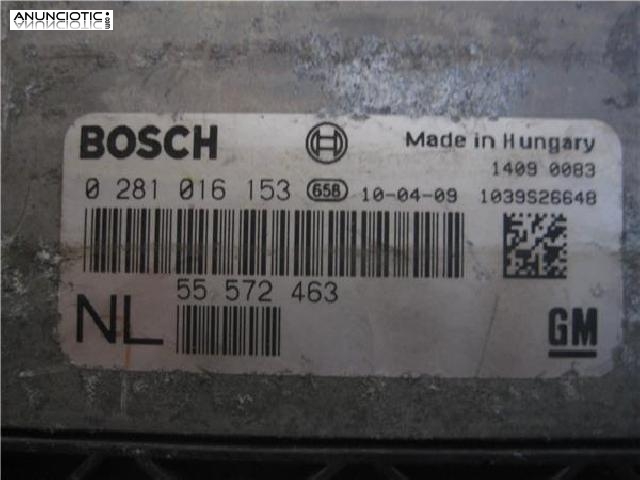 ANUNCIOTIC.com
BOSCH
Made in Hungary
1409 0083
0 281 016 153 658 10-04-09 1039S26648
55 572 463
NL
GM